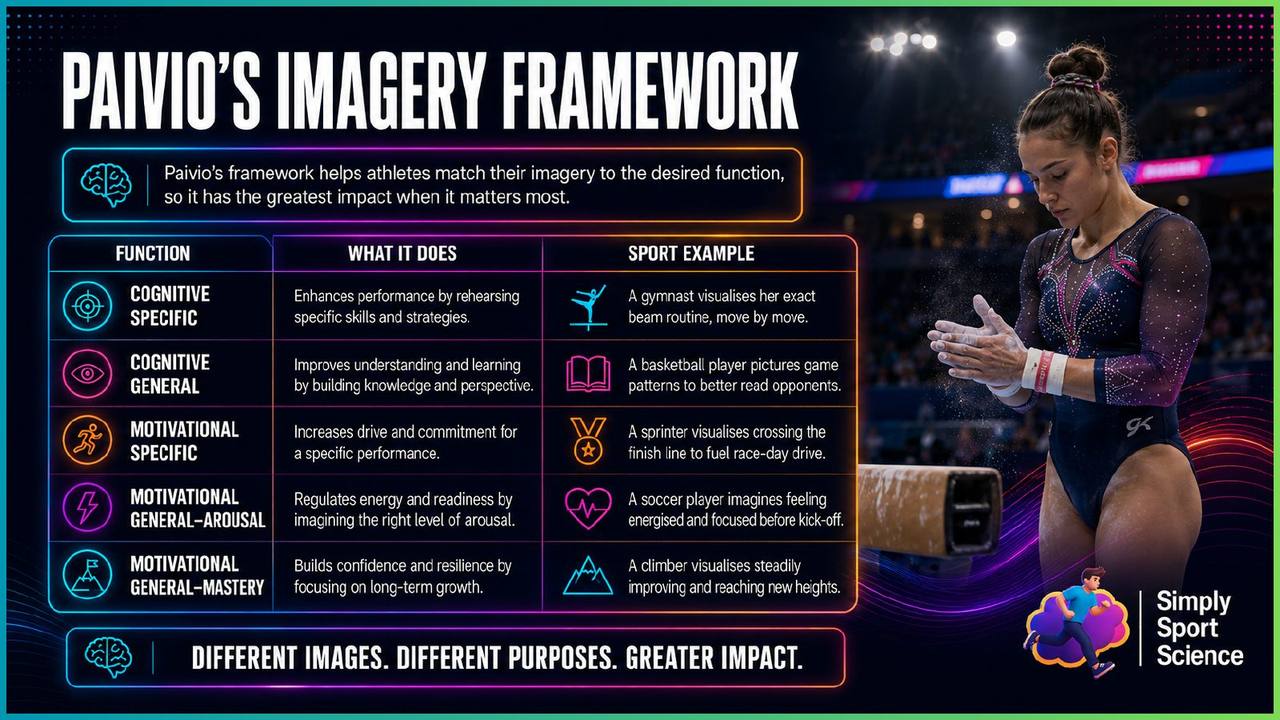 PAIVIO'S IMAGERY FRAMEWORK
Paivio's framework helps athletes match their imagery to the desired function,
so it has the greatest impact when it matters most.
FUNCTION
WHAT IT DOES
SPORT EXAMPLE
COGNITIVE
SPECIFIC
Enhances performance by rehearsing
specific skills and strategies.
A gymnast visualises her exact
beam routine, move by move.
COGNITIVE
GENERAL
Improves understanding and learning
by building knowledge and perspective.
A basketball player pictures game
patterns to better read opponents.
MOTIVATIONAL
SPECIFIC
Increases drive and commitment for
a specific performance.
A sprinter visualises crossing the
finish line to fuel race-day drive.
MOTIVATIONAL
GENERAL–AROUSAL
Regulates energy and readiness by
imagining the right level of arousal.
A soccer player imagines feeling
energised and focused before kick-off.
MOTIVATIONAL
GENERAL–MASTERY
Builds confidence and resilience by
focusing on long-term growth.
A climber visualises steadily
improving and reaching new heights.
DIFFERENT IMAGES. DIFFERENT PURPOSES. GREATER IMPACT.
GK
Simply
Sport
Science